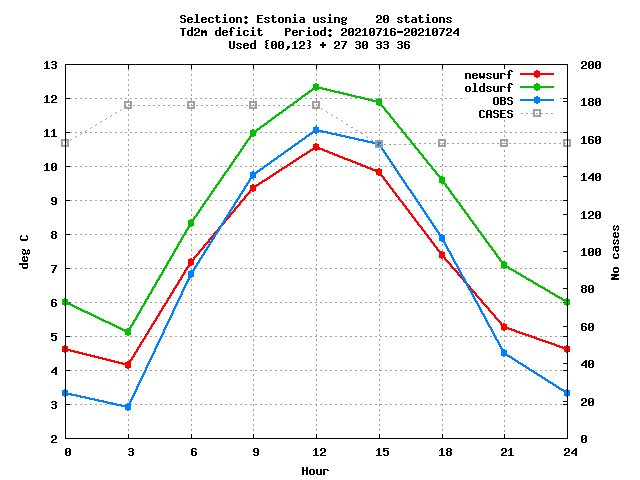 Selection: Estonia using    20 stations
Td2m deficit   Period: 20210716-20210724
Used {00,12} + 27 30 33 36
newsurf
oldsurf
OBS
CASES
13
12
11
10
9
8
7
6
5
4
3
2
deg C
200
180
160
140
120
100
80
60
40
20
0
No cases
0 3 6 9 12 15 18 21 24
Hour